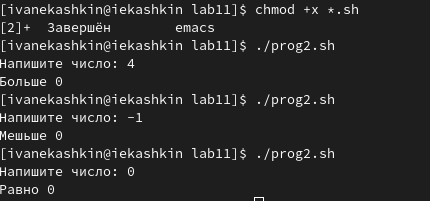 [ivanekashkin@iekashkin lab11]$ chmod +x *.sh
[2]+  Завершён        emacs
[ivanekashkin@iekashkin lab11]$ ./prog2.sh
Напишите число: 4
Больше 0
[ivanekashkin@iekashkin lab11]$ ./prog2.sh
Напишите число: -1
Мешьше 0
[ivanekashkin@iekashkin lab11]$ ./prog2.sh
Напишите число: 0
Равно 0